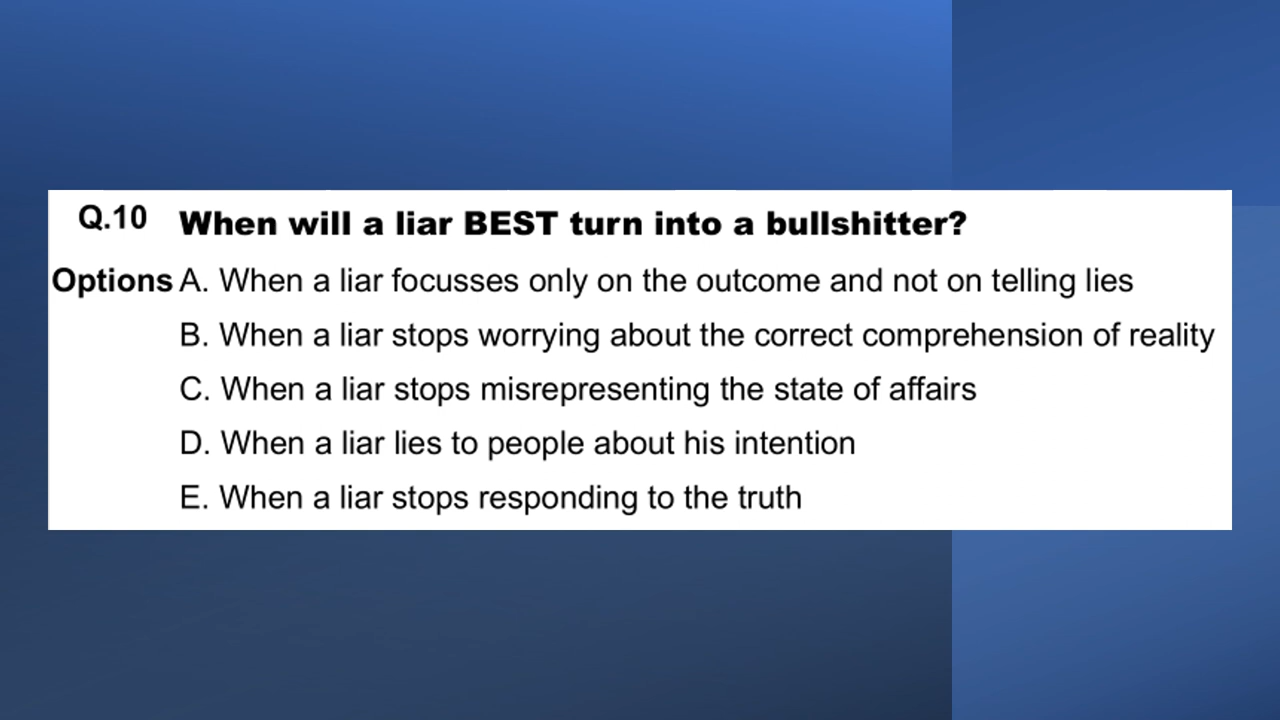 Q.10 When will a liar BEST turn into a bullshitter?
Options A. When a liar focusses only on the outcome and not on telling lies
B. When a liar stops worrying about the correct comprehension of reality
C. When a liar stops misrepresenting the state of affairs
D. When a liar lies to people about his intention
E. When a liar stops responding to the truth